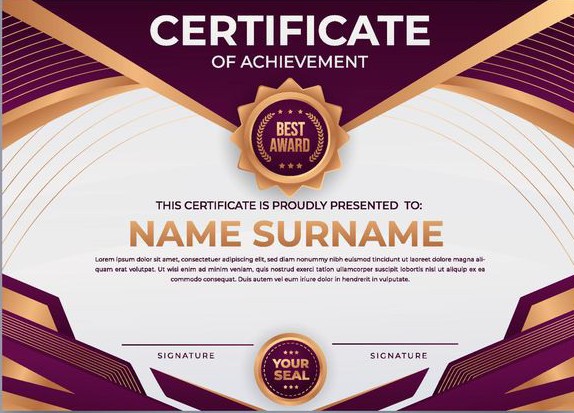 CERTIFICATE
OF ACHIEVEMENT
BEST
AWARD
THIS CERTIFICATE IS PROUDLY PRESENTED TO:
NAME SURNAME
Lorem ipsum dolor sit amet, consectetuer adipiscing elit, sed diam nonummy nibh euismod tincidunt ut laoreet dolore magna ali-
quam erat volutpat. Ut wisi enim ad minim veniam, quis nostrud exerci tation ullamcorper suscipit lobortis nisl ut aliquip ex ea
commodo consequat. Duis autem vel eum iriure dolor in hendrerit in vulputate.
SIGNATURE
YOUR
SEAL
SIGNATURE